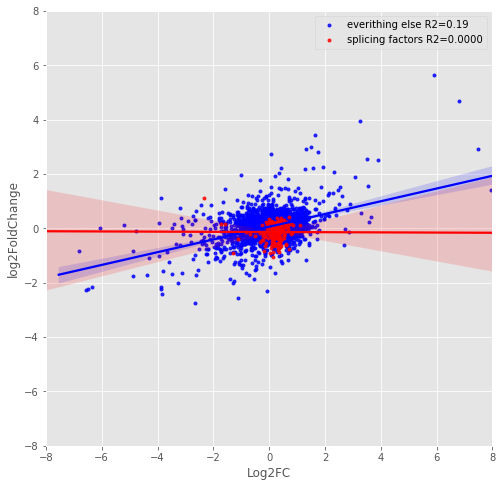 everithing else R2=0.19
splicing factors R2=0.0000
8
6
4
2
0
−2
−4
−6
−8
log2FoldChange
−8 −6 −4 −2 0 2 4 6 8
Log2FC